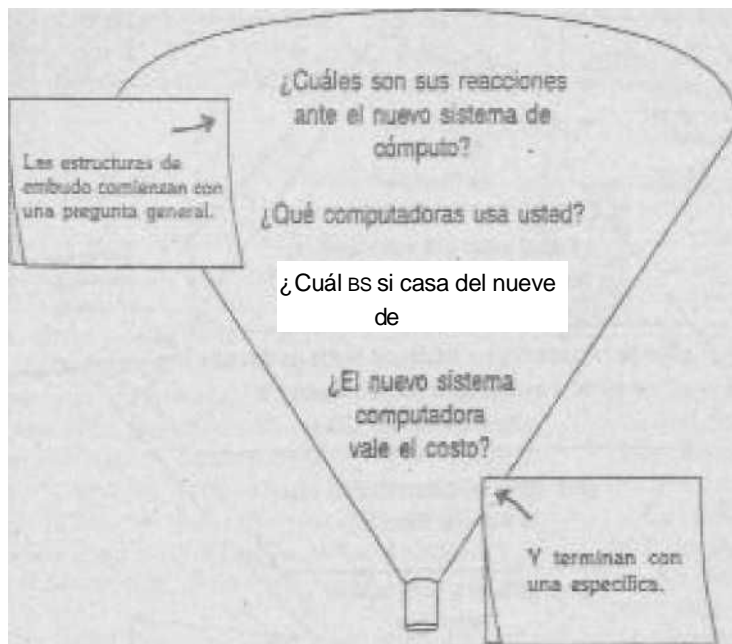 ¿Cuáles son sus reacciones
ante el nuevo sistema de
cómputo?
Las estructuras de
embudo comienzan con
una pregunta general.
¿Qué computadoras usa usted?
¿Cuál BS si casa del nueve
de
¿El nuevo sistema
computadora
vale el costo?
Y terminan con
una específica.